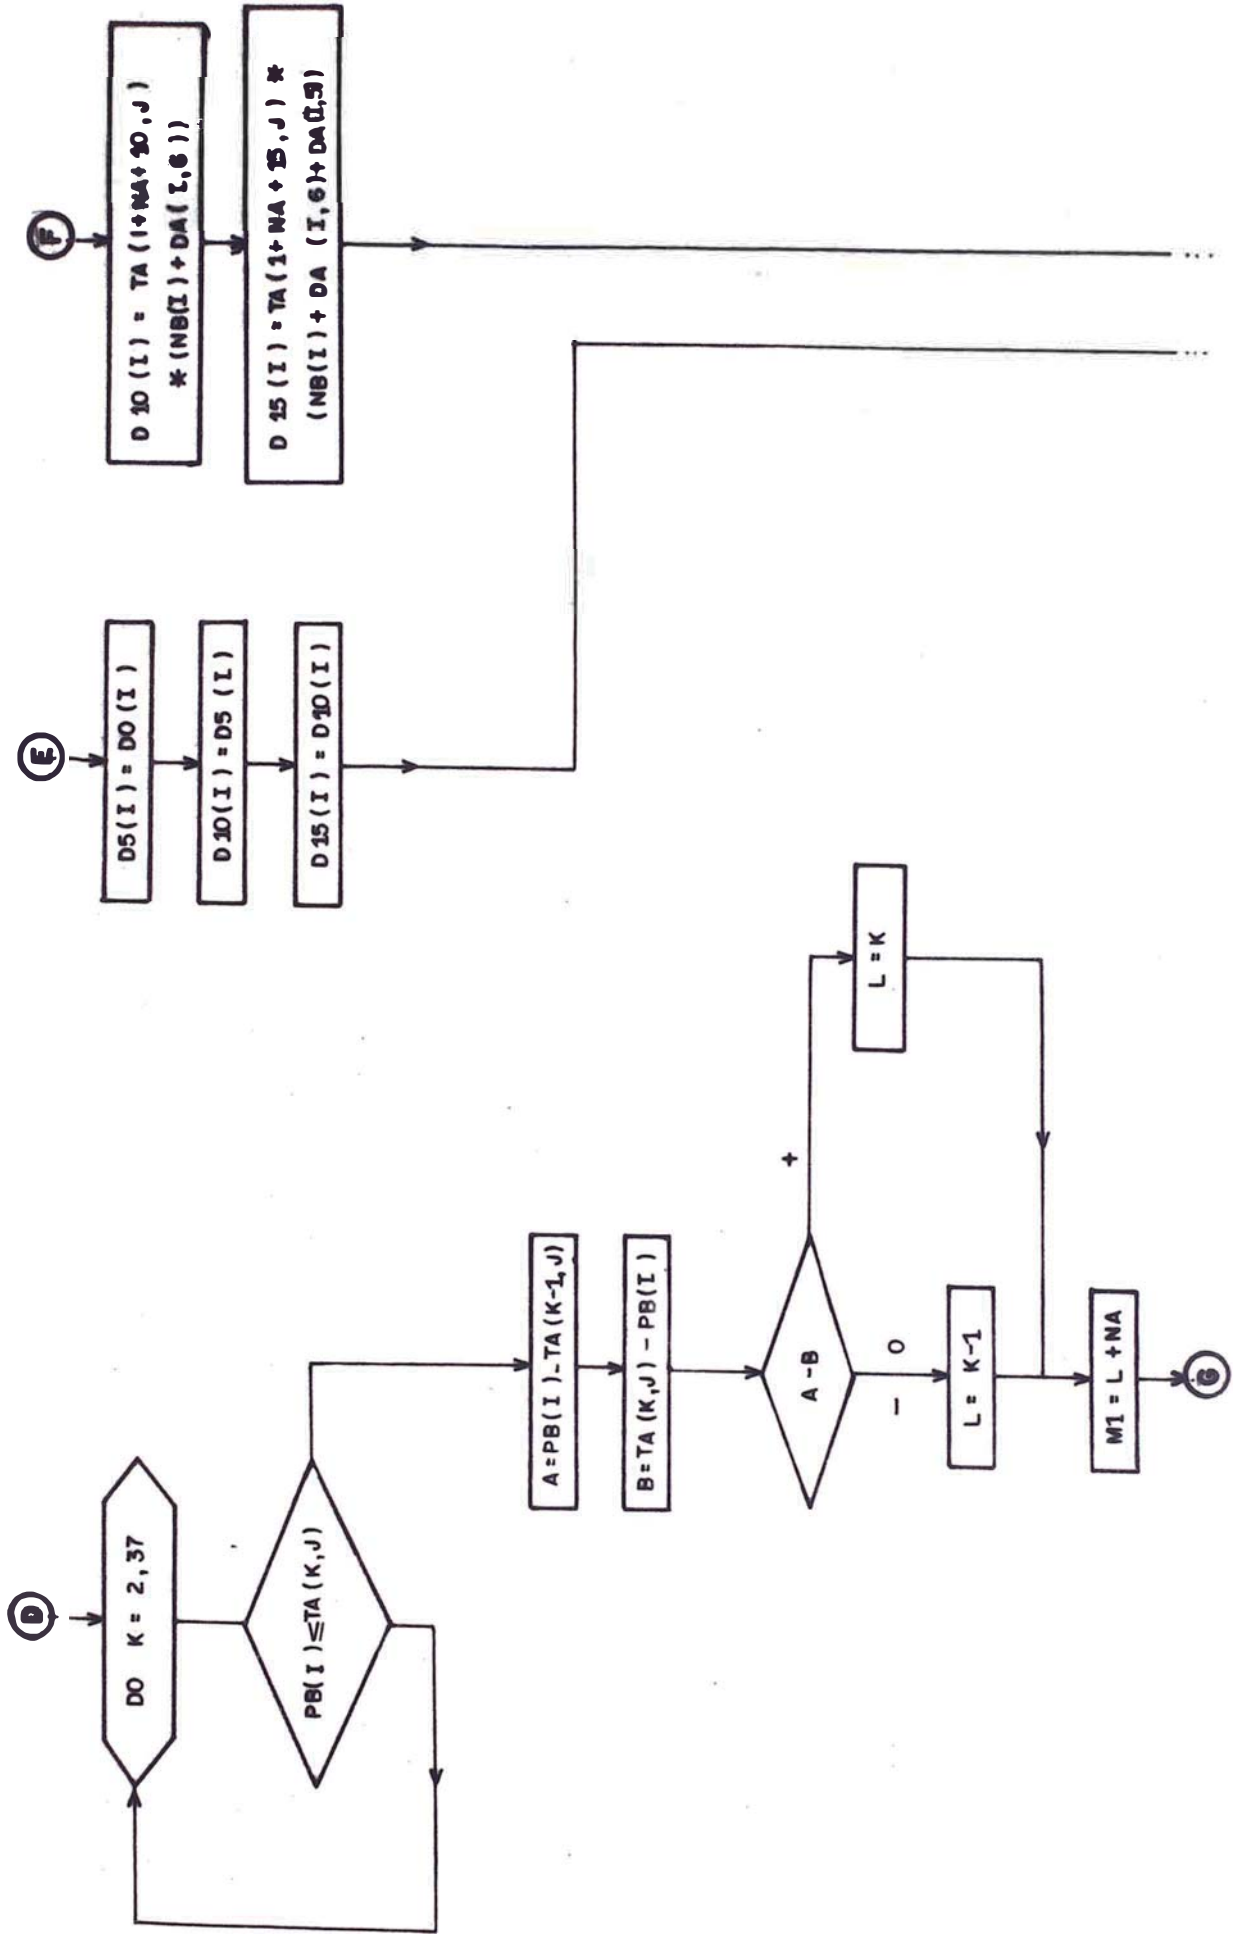 D
DO K = 2,37
PB(I)≤TA(K,J)
A=PB(I)-TA(K-1,J)
B=TA(K,J)-PB(I)
A-B
+
- 0
L = K-1
L = K
M1 = L+NA
G
E
D5(I)=D0(I)
D10(I)=D5(I)
D15(I)=D10(I)
...
F
D10(I) = TA(1+NA+10,J)
*(NB(I)+DA(I,6))
D15(I)=TA(1+NA+15,J)*
(NB(I)+DA(I,6)+DA(I,5))
...